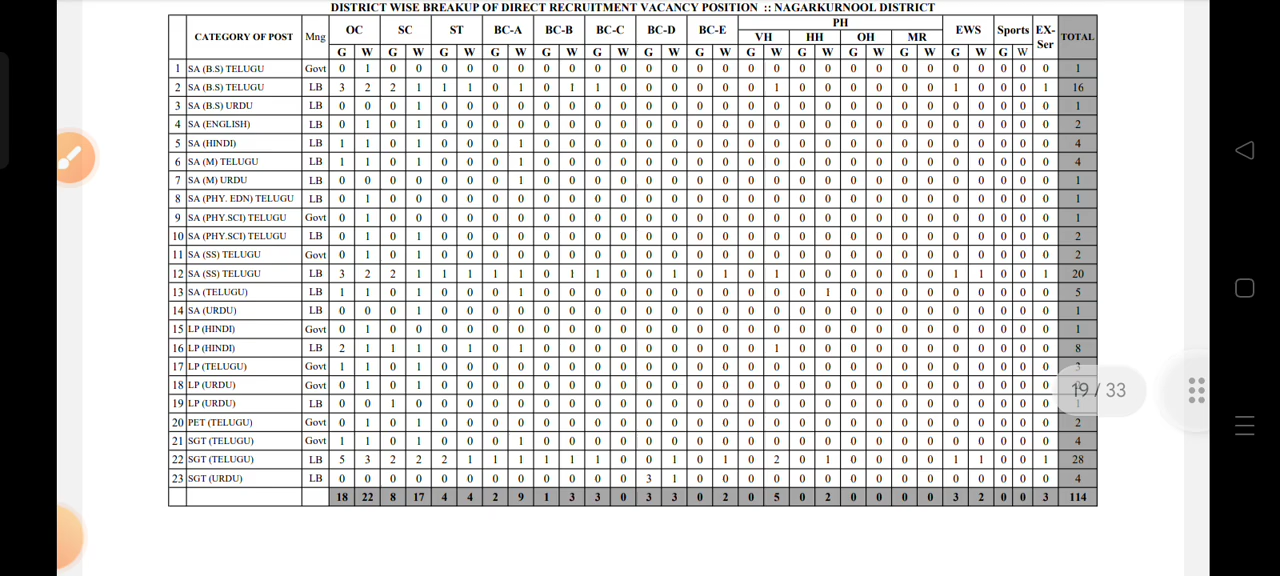 DISTRICT WISE BREAKUP OF DIRECT RECRUITMENT VACANCY POSITION :: NAGARKURNOOL DISTRICT
CATEGORY OF POST Mng OC SC ST BC-A BC-B BC-C BC-D BC-E PH EWS Sports EX-Ser TOTAL
VH HH OH MR
G W G W G W G W G W G W G W G W G W G W G W G W G W G W
1 SA (B.S) TELUGU Govt 0 1 0 0 0 0 0 0 0 0 0 0 0 0 0 0 0 0 0 0 0 0 0 0 0 0 0 0 0 1
2 SA (B.S) TELUGU LB 3 2 2 1 1 1 0 1 0 1 1 0 0 0 0 0 0 1 0 0 0 0 0 0 1 0 0 0 1 16
3 SA (B.S) URDU LB 0 0 0 1 0 0 0 0 0 0 0 0 0 0 0 0 0 0 0 0 0 0 0 0 0 0 0 0 0 1
4 SA (ENGLISH) LB 0 1 0 1 0 0 0 0 0 0 0 0 0 0 0 0 0 0 0 0 0 0 0 0 0 0 0 0 0 2
5 SA (HINDI) LB 1 1 0 1 0 0 0 1 0 0 0 0 0 0 0 0 0 0 0 0 0 0 0 0 0 0 0 0 0 4
6 SA (M) TELUGU LB 1 1 0 1 0 0 0 1 0 0 0 0 0 0 0 0 0 0 0 0 0 0 0 0 0 0 0 0 0 4
7 SA (M) URDU LB 0 0 0 0 0 0 0 1 0 0 0 0 0 0 0 0 0 0 0 0 0 0 0 0 0 0 0 0 0 1
8 SA (PHY. EDN) TELUGU LB 0 1 0 0 0 0 0 0 0 0 0 0 0 0 0 0 0 0 0 0 0 0 0 0 0 0 0 0 0 1
9 SA (PHY.SCI) TELUGU Govt 0 1 0 0 0 0 0 0 0 0 0 0 0 0 0 0 0 0 0 0 0 0 0 0 0 0 0 0 0 1
10 SA (PHY.SCI) TELUGU LB 0 1 0 1 0 0 0 0 0 0 0 0 0 0 0 0 0 0 0 0 0 0 0 0 0 0 0 0 0 2
11 SA (SS) TELUGU Govt 0 1 0 1 0 0 0 0 0 0 0 0 0 0 0 0 0 0 0 0 0 0 0 0 0 0 0 0 0 2
12 SA (SS) TELUGU LB 3 2 2 1 1 1 1 1 0 1 1 0 0 1 0 1 0 1 0 0 0 0 0 0 1 1 0 0 1 20
13 SA (TELUGU) LB 1 1 0 1 0 0 0 1 0 0 0 0 0 0 0 0 0 0 0 1 0 0 0 0 0 0 0 0 0 5
14 SA (URDU) LB 0 0 0 1 0 0 0 0 0 0 0 0 0 0 0 0 0 0 0 0 0 0 0 0 0 0 0 0 0 1
15 LP (HINDI) Govt 0 1 0 0 0 0 0 0 0 0 0 0 0 0 0 0 0 0 0 0 0 0 0 0 0 0 0 0 0 1
16 LP (HINDI) LB 2 1 1 1 0 1 0 1 0 0 0 0 0 0 0 0 0 1 0 0 0 0 0 0 0 0 0 0 0 8
17 LP (TELUGU) Govt 1 1 0 1 0 0 0 0 0 0 0 0 0 0 0 0 0 0 0 0 0 0 0 0 0 0 0 0 0 3
18 LP (URDU) Govt 0 1 0 1 0 0 0 0 0 0 0 0 0 0 0 0 0 0 0 0 0 0 0 0 0 0 0 0 0
19 LP (URDU) LB 0 0 1 0 0 0 0 0 0 0 0 0 0 0 0 0 0 0 0 0 0 0 0 0 0 0 0 0 0 1
19 / 33
20 PET (TELUGU) Govt 0 1 0 1 0 0 0 0 0 0 0 0 0 0 0 0 0 0 0 0 0 0 0 0 0 0 0 0 0 2
21 SGT (TELUGU) Govt 1 1 0 1 0 0 0 1 0 0 0 0 0 0 0 0 0 0 0 0 0 0 0 0 0 0 0 0 0 4
22 SGT (TELUGU) LB 5 3 2 2 2 1 1 1 1 1 1 0 0 1 0 1 0 2 0 1 0 0 0 0 1 1 0 0 1 28
23 SGT (URDU) LB 0 0 0 0 0 0 0 0 0 0 0 0 3 1 0 0 0 0 0 0 0 0 0 0 0 0 0 0 0 4
18 22 8 17 4 4 2 9 1 3 3 0 3 3 0 2 0 5 0 2 0 0 0 0 3 2 0 0 3 114